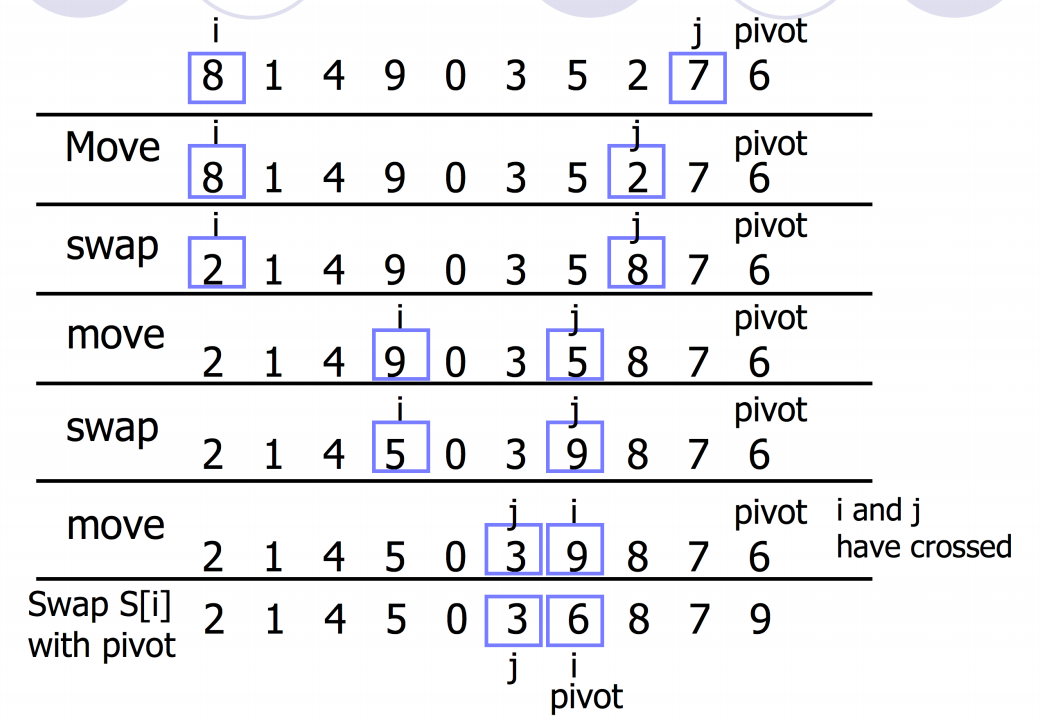 i j pivot
8 1 4 9 0 3 5 2 7 6
i j pivot
Move 8 1 4 9 0 3 5 2 7 6
i j pivot
swap 2 1 4 9 0 3 5 8 7 6
i j pivot
move 2 1 4 9 0 3 5 8 7 6
i j pivot
swap 2 1 4 5 0 3 9 8 7 6
j i pivot i and j
move 2 1 4 5 0 3 9 8 7 6 have crossed
Swap S[i] 2 1 4 5 0 3 6 8 7 9
with pivot
j i
pivot